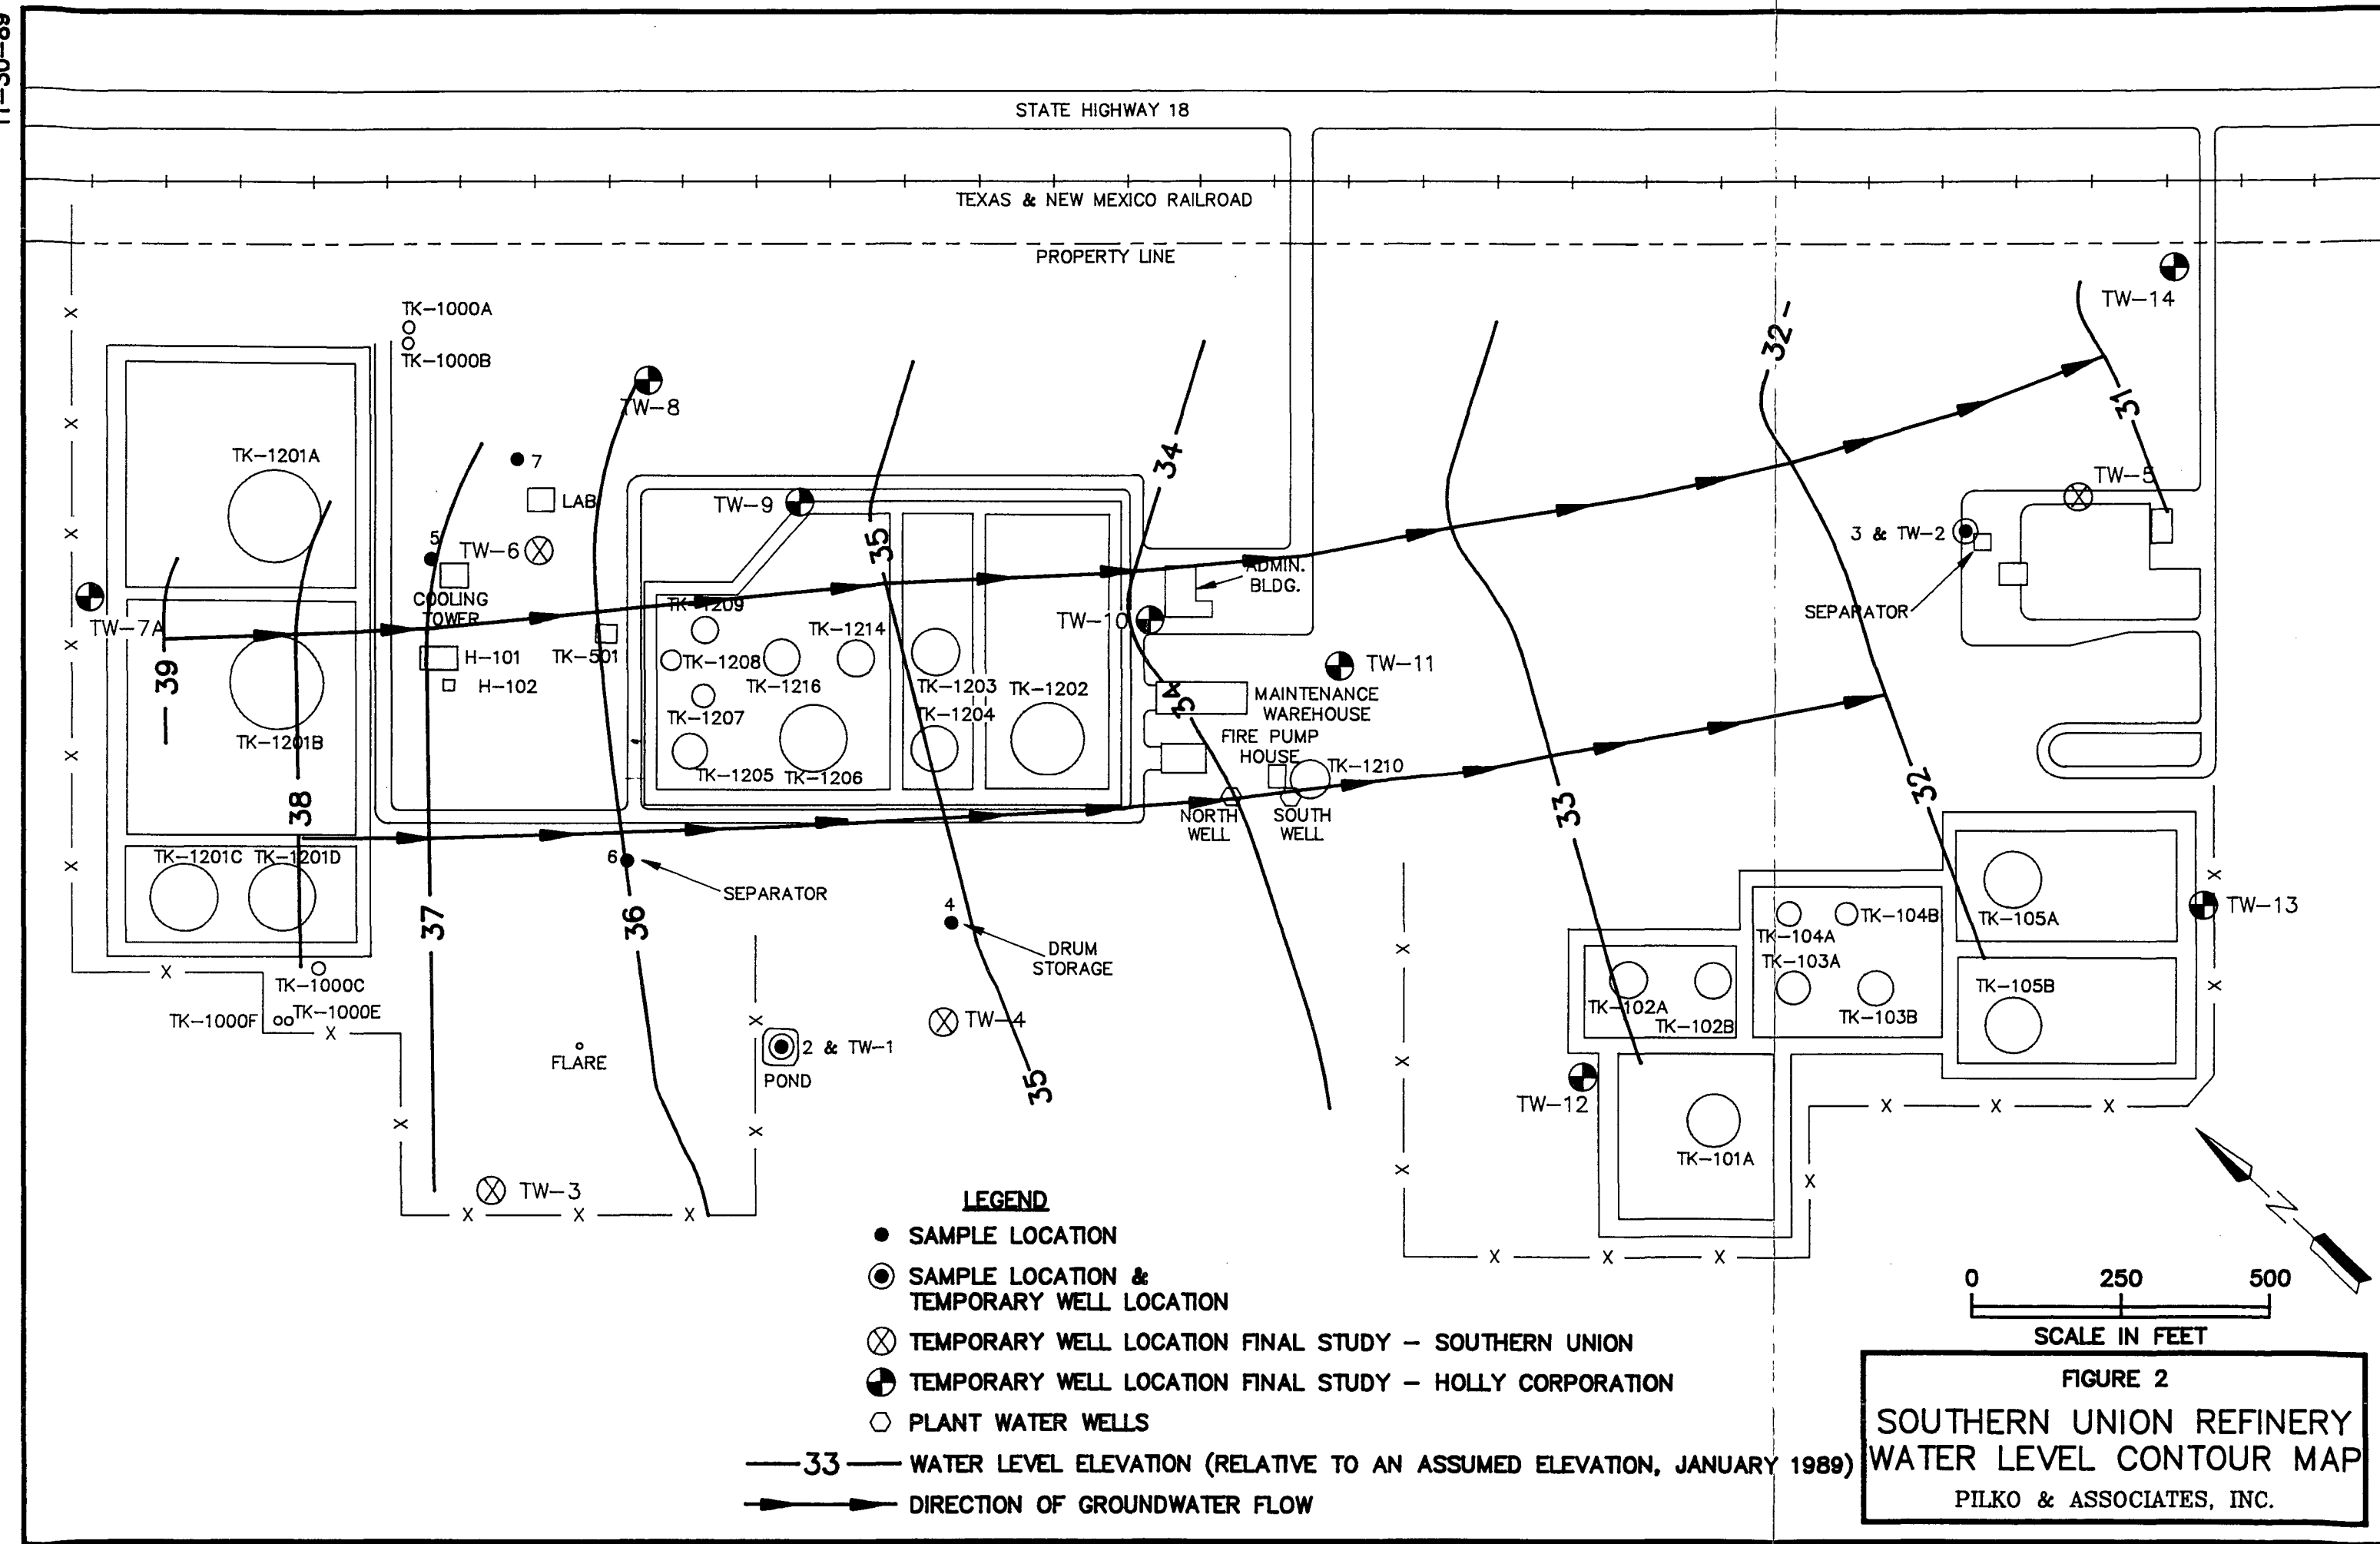 11-30-89
STATE HIGHWAY 18
TEXAS & NEW MEXICO RAILROAD
PROPERTY LINE
TW-14
TK-1000A
TK-1000B
TW-8
32
31
TK-1201A
7
LAB
TW-9
34
TW-5
5
TW-6
35
3 & TW-2
COOLING
TOWER
TK-1209
TW-10
ADMIN.
BLDG.
SEPARATOR
TW-7A
39
H-101
H-102
TK-501
TK-1208
TK-1214
TK-1216
TK-1203
TK-1202
TW-11
TK-1207
TK-1204
34
MAINTENANCE
WAREHOUSE
TK-1201B
FIRE PUMP
HOUSE
TK-1205
TK-1206
TK-1210
38
33
32
NORTH
WELL
SOUTH
WELL
TK-1201C
TK-1201D
6
SEPARATOR
37
36
4
DRUM
STORAGE
TK-104A
TK-104B
TK-105A
TW-13
TK-103A
TK-103B
TK-105B
TK-102A
TK-102B
TK-1000C
TK-1000F
TK-1000E
TW-4
FLARE
2 & TW-1
POND
35
TW-12
TK-101A
TW-3
N
LEGEND
SAMPLE LOCATION
SAMPLE LOCATION &
TEMPORARY WELL LOCATION
TEMPORARY WELL LOCATION FINAL STUDY - SOUTHERN UNION
TEMPORARY WELL LOCATION FINAL STUDY - HOLLY CORPORATION
PLANT WATER WELLS
33 WATER LEVEL ELEVATION (RELATIVE TO AN ASSUMED ELEVATION, JANUARY 1989)
DIRECTION OF GROUNDWATER FLOW
0 250 500
SCALE IN FEET
FIGURE 2
SOUTHERN UNION REFINERY
WATER LEVEL CONTOUR MAP
PILKO & ASSOCIATES, INC.